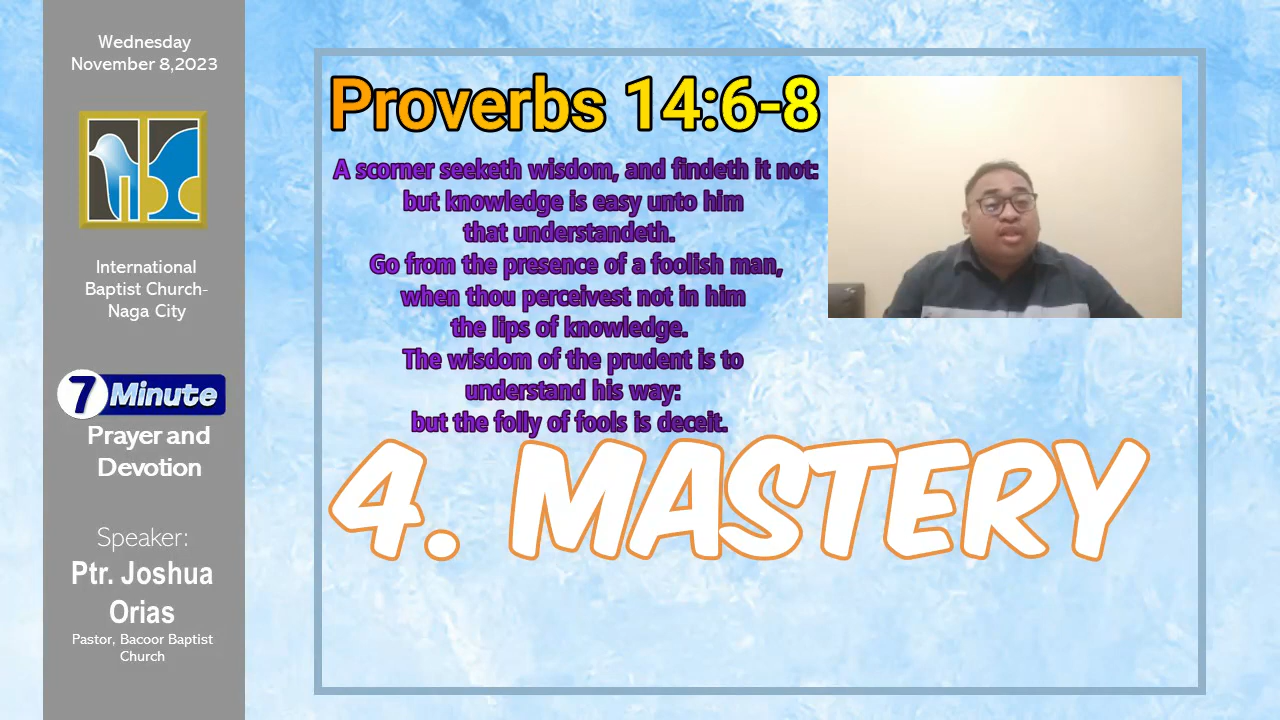 Wednesday
November 8,2023
International
Baptist Church-
Naga City
7 Minute
Prayer and
Devotion
Speaker:
Ptr. Joshua
Orias
Pastor, Bacoor Baptist
Church
Proverbs 14:6-8
A scorner seeketh wisdom, and findeth it not:
but knowledge is easy unto him
that understandeth.
Go from the presence of a foolish man,
when thou perceivest not in him
the lips of knowledge.
The wisdom of the prudent is to
understand his way:
but the folly of fools is deceit.
4. MASTERY